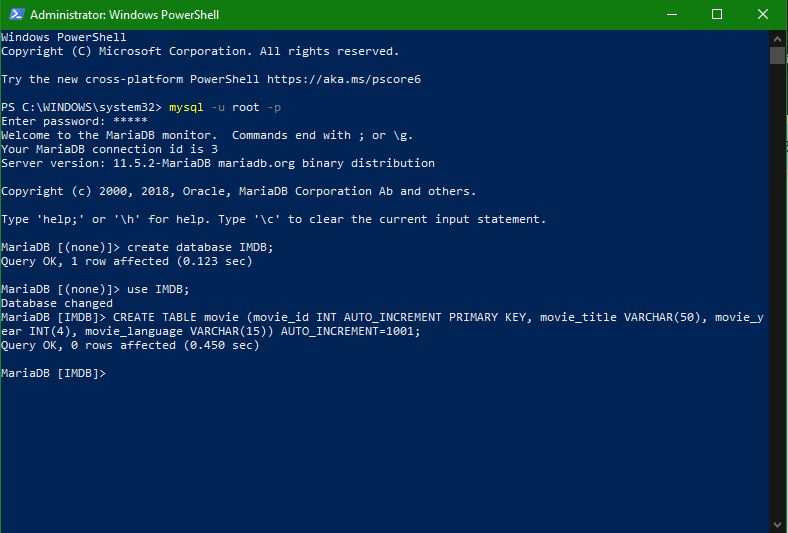 Administrator: Windows PowerShell
Windows PowerShell
Copyright (C) Microsoft Corporation. All rights reserved.
Try the new cross-platform PowerShell https://aka.ms/pscore6
PS C:\WINDOWS\system32> mysql -u root -p
Enter password: *****
Welcome to the MariaDB monitor.  Commands end with ; or \g.
Your MariaDB connection id is 3
Server version: 11.5.2-MariaDB mariadb.org binary distribution
Copyright (c) 2000, 2018, Oracle, MariaDB Corporation Ab and others.
Type 'help;' or '\h' for help. Type '\c' to clear the current input statement.
MariaDB [(none)]> create database IMDB;
Query OK, 1 row affected (0.123 sec)
MariaDB [(none)]> use IMDB;
Database changed
MariaDB [IMDB]> CREATE TABLE movie (movie_id INT AUTO_INCREMENT PRIMARY KEY, movie_title VARCHAR(50), movie_y
ear INT(4), movie_language VARCHAR(15)) AUTO_INCREMENT=1001;
Query OK, 0 rows affected (0.450 sec)
MariaDB [IMDB]>